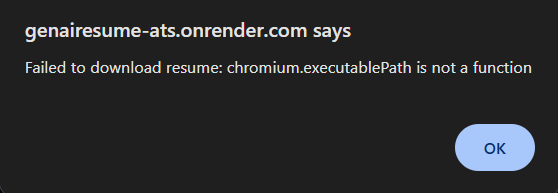 genairesume-ats.onrender.com says
Failed to download resume: chromium.executablePath is not a function
OK